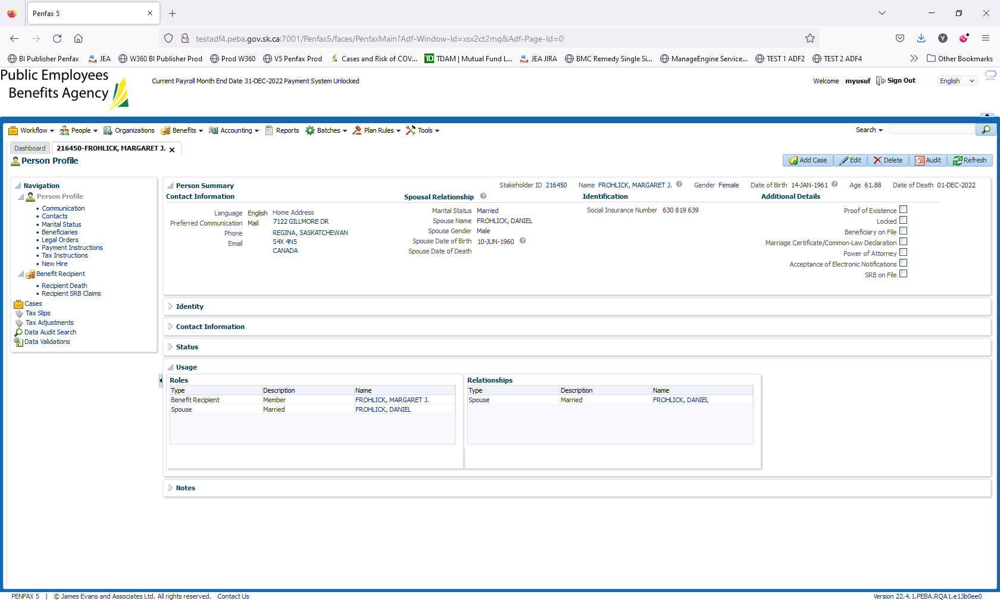 Penfax 5
testadf4.peba.gov.sk.ca:7001/Penfax5/faces/PenfaxMain?Adf-Window-Id=xsx2ct2mq&Adf-Page-Id=0
BI Publisher Penfax JEA W360 BI Publisher Prod Prod W360 V5 Penfax Prod Cases and Risk of COV... TDAM | Mutual Fund L... JEA JIRA BMC Remedy Single Si... ManageEngine Service... TEST 1 ADF2 TEST 2 ADF4 Other Bookmarks
Public Employees
Benefits Agency
Current Payroll Month End Date 31-DEC-2022 Payment System Unlocked
Welcome myusuf Sign Out English
Workflow People Organizations Benefits Accounting Reports Batches Plan Rules Tools Search
Dashboard 216450-FROHLICK, MARGARET J.
Person Profile
Add Case Edit Delete Audit Refresh
Navigation
Person Profile
Communication
Contacts
Marital Status
Beneficiaries
Legal Orders
Payment Instructions
Tax Instructions
New Hire
Benefit Recipient
Recipient Death
Recipient SRB Claims
Cases
Tax Slips
Tax Adjustments
Data Audit Search
Data Validations
Person Summary Stakeholder ID 216450 Name FROHLICK, MARGARET J. Gender Female Date of Birth 14-JAN-1961 Age 61.88 Date of Death 01-DEC-2022
Contact Information
Language English
Preferred Communication Mail
Phone
Email
Home Address
7122 GILLMORE DR
REGINA, SASKATCHEWAN
S4X 4N5
CANADA
Spousal Relationship
Marital Status Married
Spouse Name FROHLICK, DANIEL
Spouse Gender Male
Spouse Date of Birth 10-JUN-1960
Spouse Date of Death
Identification
Social Insurance Number 630 819 639
Additional Details
Proof of Existence
Locked
Beneficiary on File
Marriage Certificate/Common-Law Declaration
Power of Attorney
Acceptance of Electronic Notifications
SRB on File
Identity
Contact Information
Status
Usage
Roles
Type Description Name
Benefit Recipient Member FROHLICK, MARGARET J.
Spouse Married FROHLICK, DANIEL
Relationships
Type Description Name
Spouse Married FROHLICK, DANIEL
Notes
PENFAX 5 | © James Evans and Associates Ltd. All rights reserved. Contact Us
Version 22.4.1.PEBA.RQA1.e13b0ee0